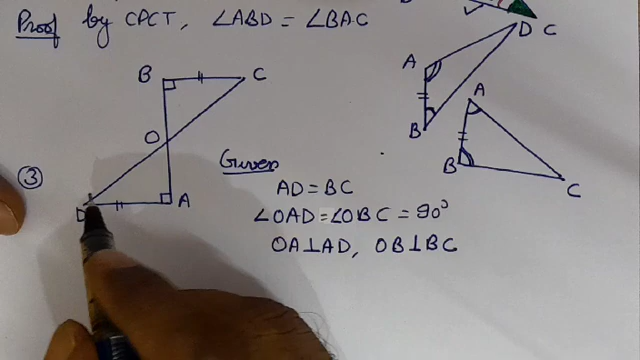 Proof by CPCT, ∠ABD = ∠BAC
D C
A
B
A
B
C
B
C
O
A
D
③
Given
AD = BC
∠OAD = ∠OBC = 90°
OA⊥AD, OB⊥BC